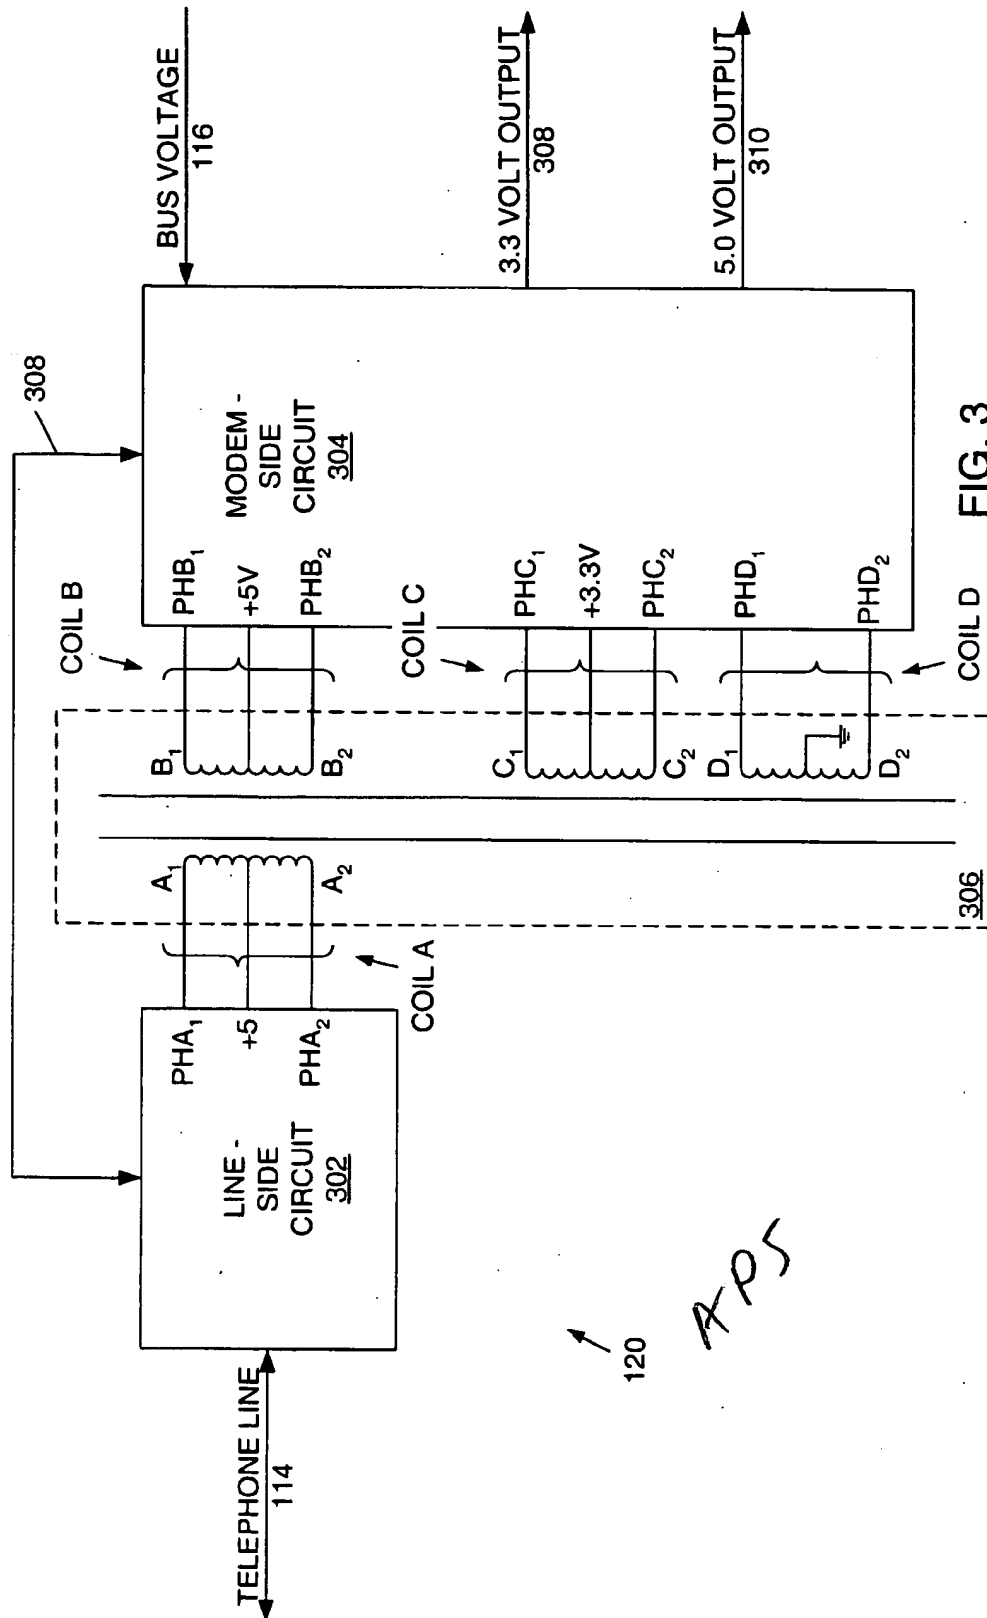 308
TELEPHONE LINE
114
LINE -
SIDE
CIRCUIT
302
PHA1
+5
PHA2
COIL A
A1
A2
306
COIL B
B1
B2
PHB1
+5V
PHB2
COIL C
C1
C2
PHC1
+3.3V
PHC2
D1
D2
PHD1
PHD2
COIL D
MODEM -
SIDE
CIRCUIT
304
BUS VOLTAGE
116
3.3 VOLT OUTPUT
308
5.0 VOLT OUTPUT
310
120
APS
FIG. 3